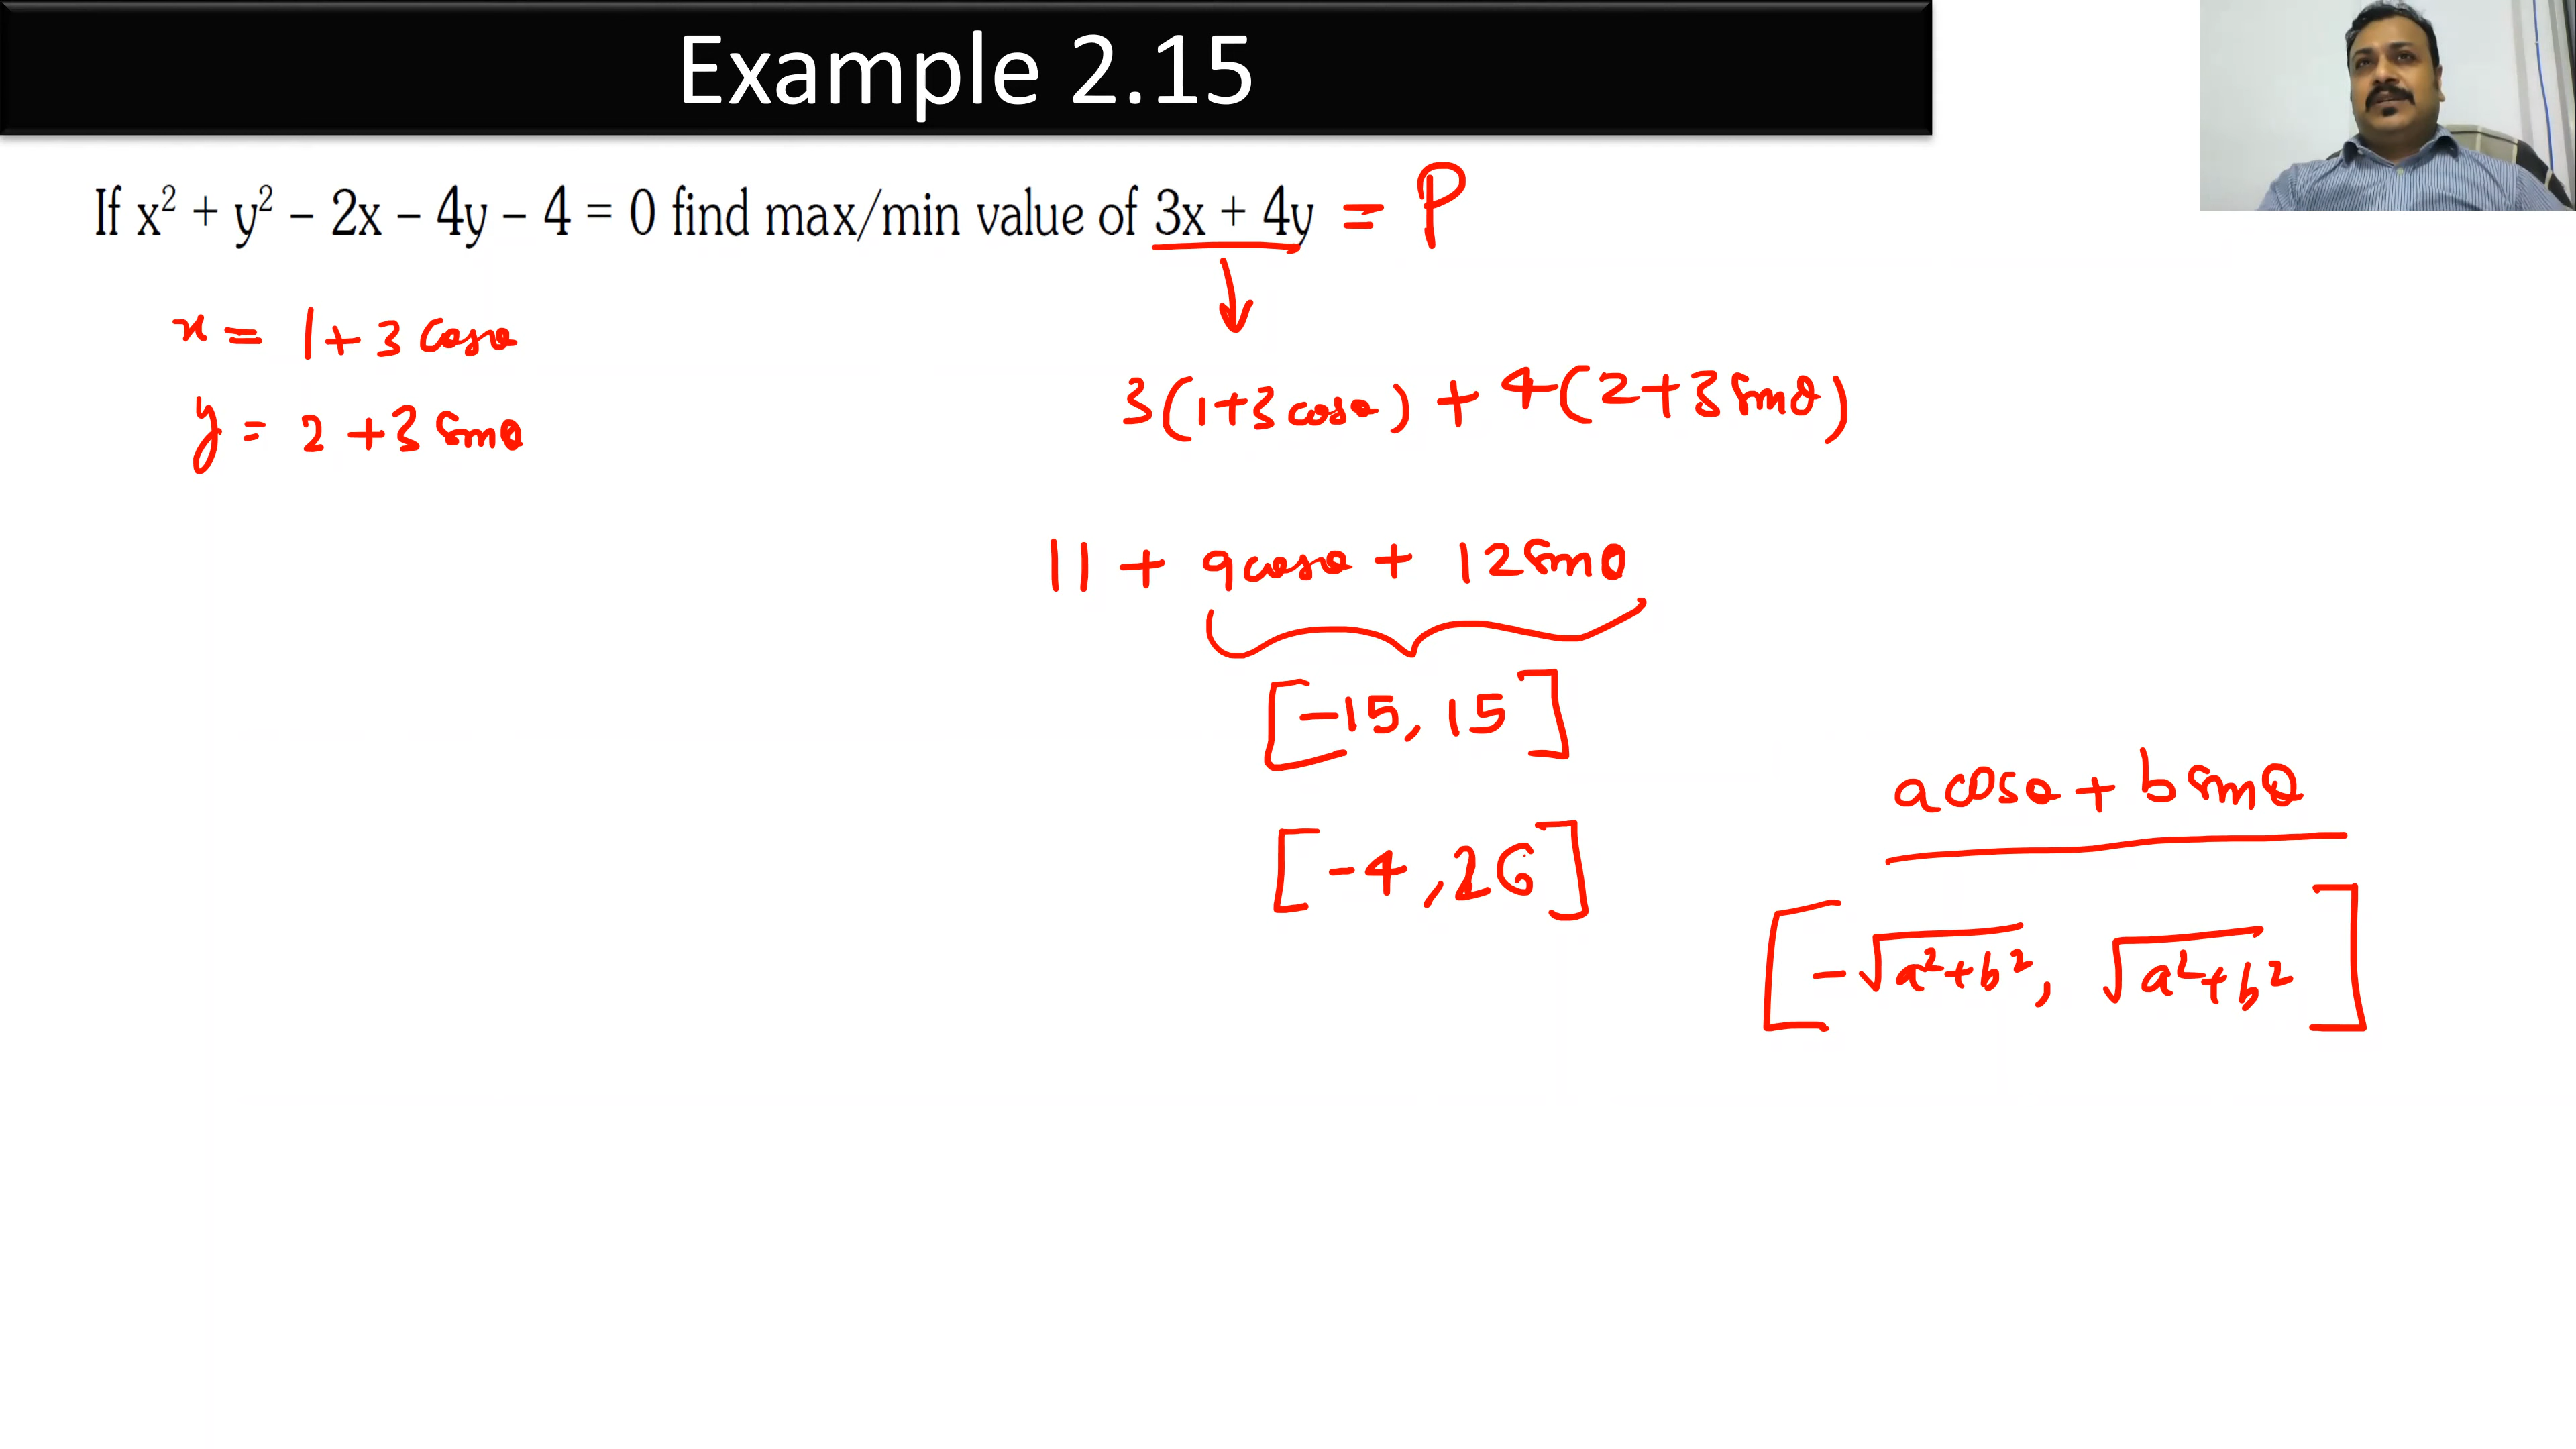 Example 2.15
If x² + y² – 2x – 4y – 4 = 0 find max/min value of 3x + 4y = P
x = 1+3 cosθ
y = 2 +3 sinθ
3(1+3 cosθ) + 4(2+3 sinθ)
11 + 9cosθ + 12sinθ
[-15, 15]
[-4, 26]
a cosθ + b sinθ
[-√a²+b², √a²+b²]